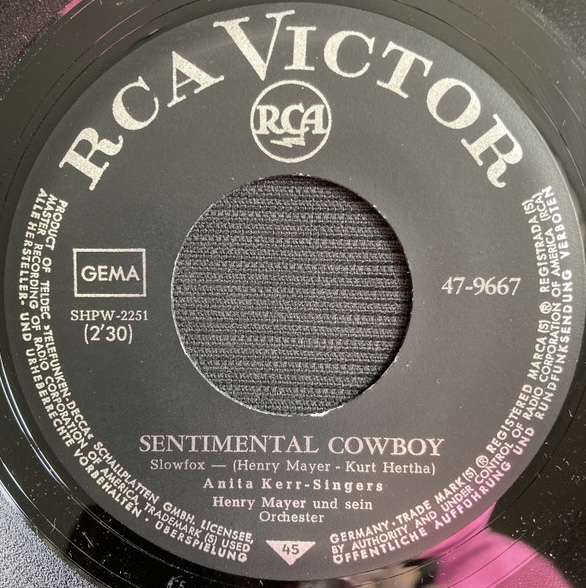 RCA VICTOR
RCA
GEMA
47-9667
SHPW-2251
(2'30)
SENTIMENTAL COWBOY
Slowfox — (Henry Mayer - Kurt Hertha)
Anita Kerr-Singers
Henry Mayer und sein
Orchester
45
PRODUCT OF TELDEC »TELEFUNKEN-DECCA« SCHALLPLATTEN GMBH. LICENSEE, GERMANY · TRADE MARK(S) ® REGISTERED MARCA(S) ® REGISTRADA(S)
MASTER RECORDING OF RADIO CORPORATION OF AMERICA TRADEMARK(S) USED BY AUTHORITY AND UNDER CONTROL OF RADIO CORPORATION OF AMERICA (RCA)
ALLE HERSTELLER- UND URHEBERRECHTE VORBEHALTEN · ÜBERSPIELUNG ÖFFENTLICHE AUFFÜHRUNG UND RUNDFUNKSENDUNG VERBOTEN